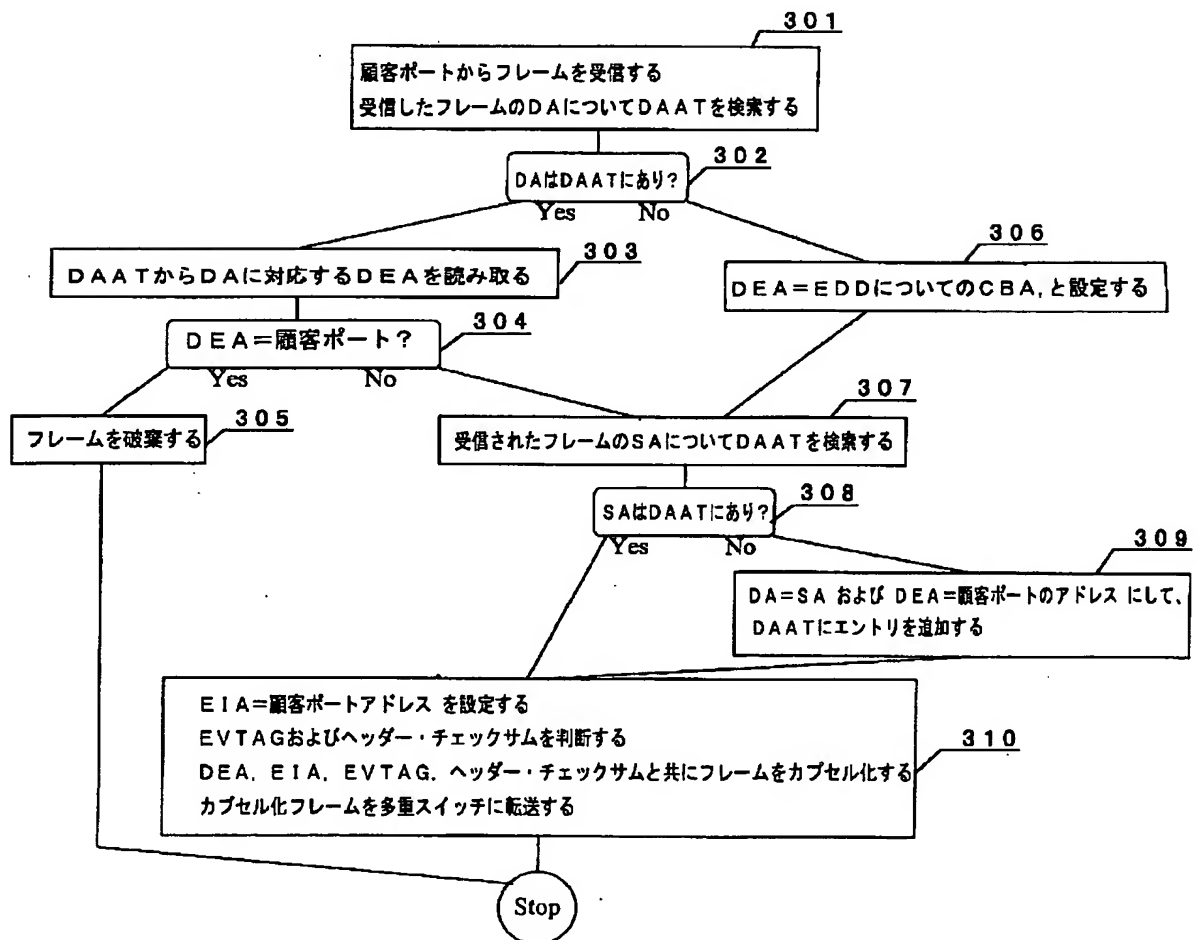 301
顧客ポートからフレームを受信する
受信したフレームのDAについてDAATを検索する
302
DAはDAATにあり?
Yes No
303
DAATからDAに対応するDEAを読み取る
306
DEA=EDDについてのCBA,と設定する
304
DEA=顧客ポート?
Yes No
305
フレームを破棄する
307
受信されたフレームのSAについてDAATを検索する
308
SAはDAATにあり?
Yes No
309
DA=SA および DEA=顧客ポートのアドレス にして、
DAATにエントリを追加する
310
EIA=顧客ポートアドレス を設定する
EVTAGおよびヘッダー・チェックサムを判断する
DEA, EIA, EVTAG, ヘッダー・チェックサムと共にフレームをカプセル化する
カプセル化フレームを多重スイッチに転送する
Stop